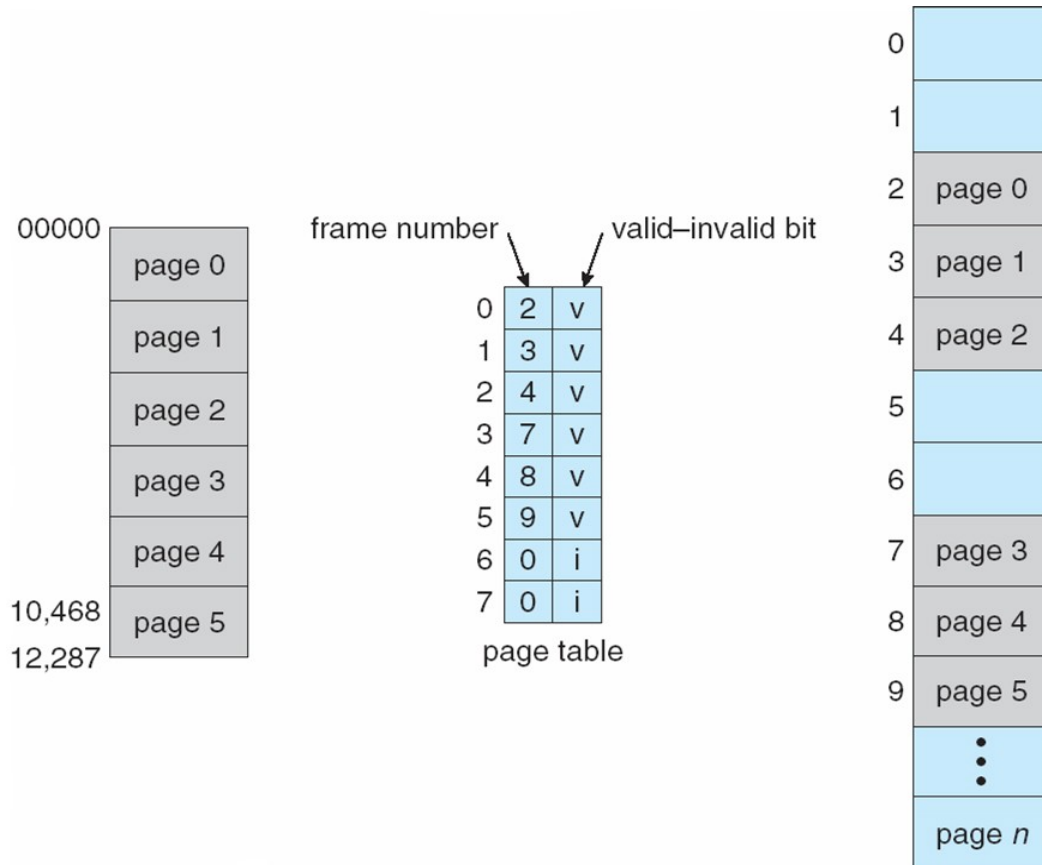 00000
page 0
page 1
page 2
page 3
page 4
10,468
page 5
12,287
frame number
valid–invalid bit
0 2 v
1 3 v
2 4 v
3 7 v
4 8 v
5 9 v
6 0 i
7 0 i
page table
0
1
2 page 0
3 page 1
4 page 2
5
6
7 page 3
8 page 4
9 page 5
page n